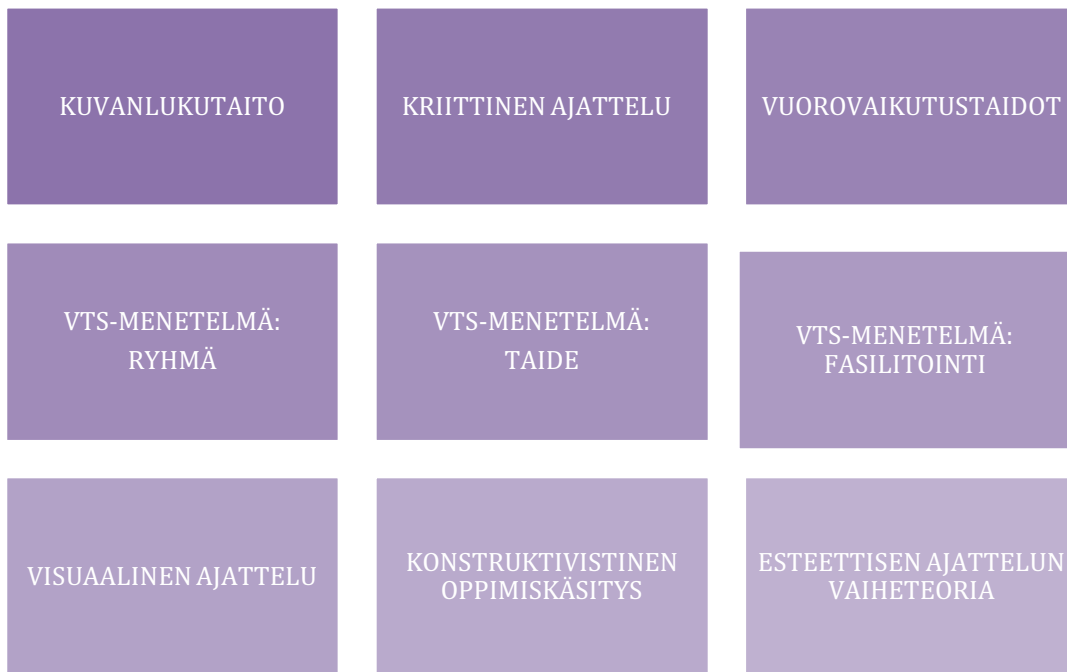 KUVANLUKUTAITO
KRIITTINEN AJATTELU
VUOROVAIKUTUSTAIDOT
VTS-MENETELMÄ:
RYHMÄ
VTS-MENETELMÄ:
TAIDE
VTS-MENETELMÄ:
FASILITOINTI
VISUAALINEN AJATTELU
KONSTRUKTIVISTINEN
OPPIMISKÄSITYS
ESTEETTISEN AJATTELUN
VAIHETEORIA